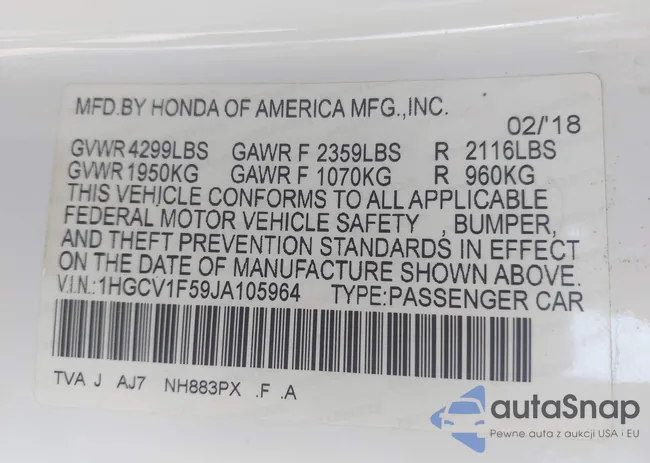 MFD.BY HONDA OF AMERICA MFG.,INC.
02/'18
GVWR 4299LBS GAWR F 2359LBS R 2116LBS
GVWR 1950KG GAWR F 1070KG R 960KG
THIS VEHICLE CONFORMS TO ALL APPLICABLE
FEDERAL MOTOR VEHICLE SAFETY , BUMPER,
AND THEFT PREVENTION STANDARDS IN EFFECT
ON THE DATE OF MANUFACTURE SHOWN ABOVE.
V.I.N.:1HGCV1F59JA105964 TYPE:PASSENGER CAR
TVA J AJ7 NH883PX .F .A
autaSnap
Pewne auta z aukcji USA i EU